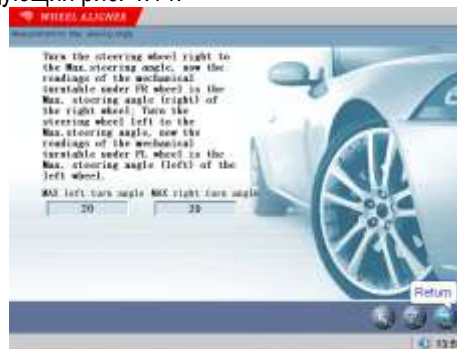 рис
WHEEL ALIGNER
Turn the steering wheel right to
the Max.steering angle, now the
readings of the mechanical
turntable under FR wheel is the
Max. steering angle (right) of
the right wheel; Turn the
steering wheel left to the
Max.steering angle, now the
readings of the mechanical
turntable under FL wheel is the
Max. steering angle (left) of the
left wheel.
MAX left turn angle MAX right turn angle
20 20
Return